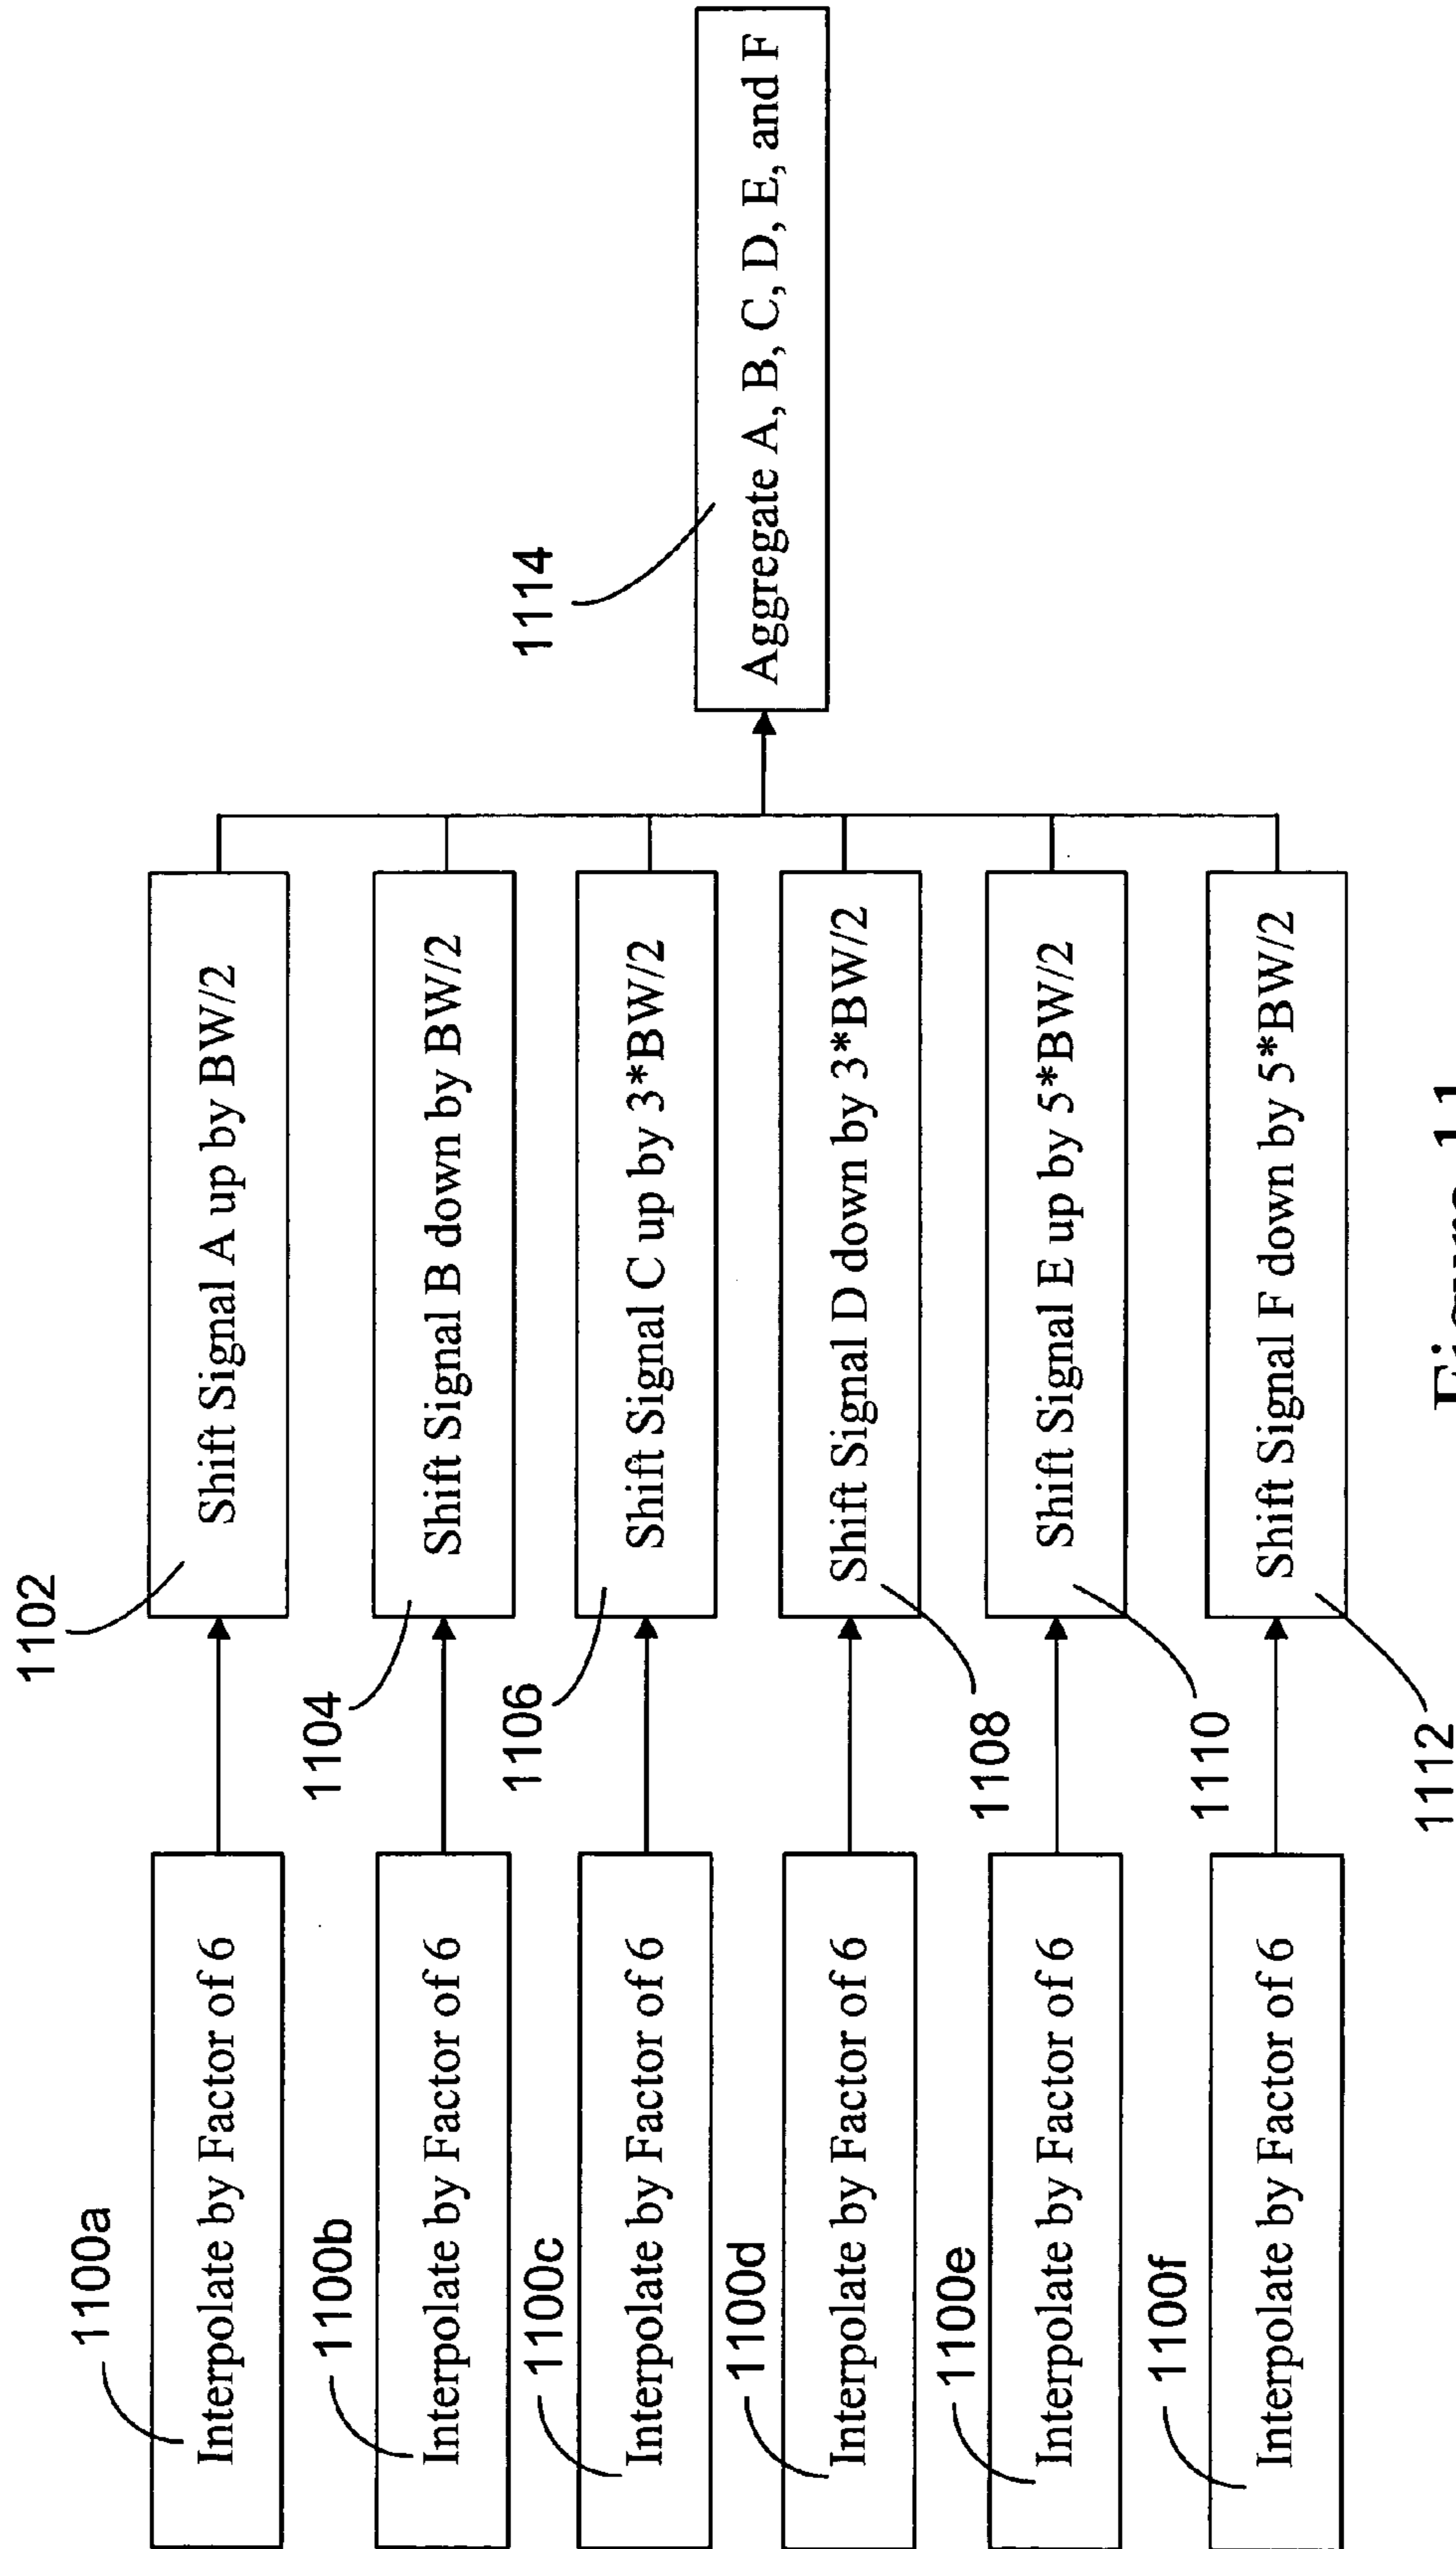 1100a
Interpolate by Factor of 6
1102
Shift Signal A up by BW/2
1100b
Interpolate by Factor of 6
1104
Shift Signal B down by BW/2
1100c
Interpolate by Factor of 6
1106
Shift Signal C up by 3*BW/2
1114
Aggregate A, B, C, D, E, and F
1100d
Interpolate by Factor of 6
Shift Signal D down by 3*BW/2
1108
1100e
Interpolate by Factor of 6
Shift Signal E up by 5*BW/2
1110
1100f
Interpolate by Factor of 6
Shift Signal F down by 5*BW/2
1112
Figure 11